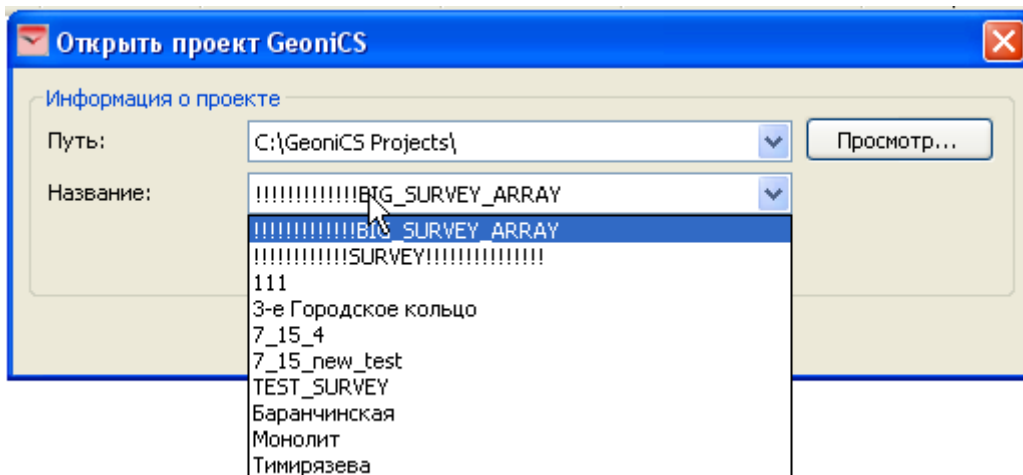 Открыть проект GeoniCS
Информация о проекте
Путь: C:\GeoniCS Projects\ Просмотр...
Название: !!!!!!!!!!!!!BIG_SURVEY_ARRAY
!!!!!!!!!!!!!BIG_SURVEY_ARRAY
!!!!!!!!!!!!SURVEY!!!!!!!!!!!!!!!
111
3-е Городское кольцо
7_15_4
7_15_new_test
TEST_SURVEY
Баранчинская
Монолит
Тимирязева